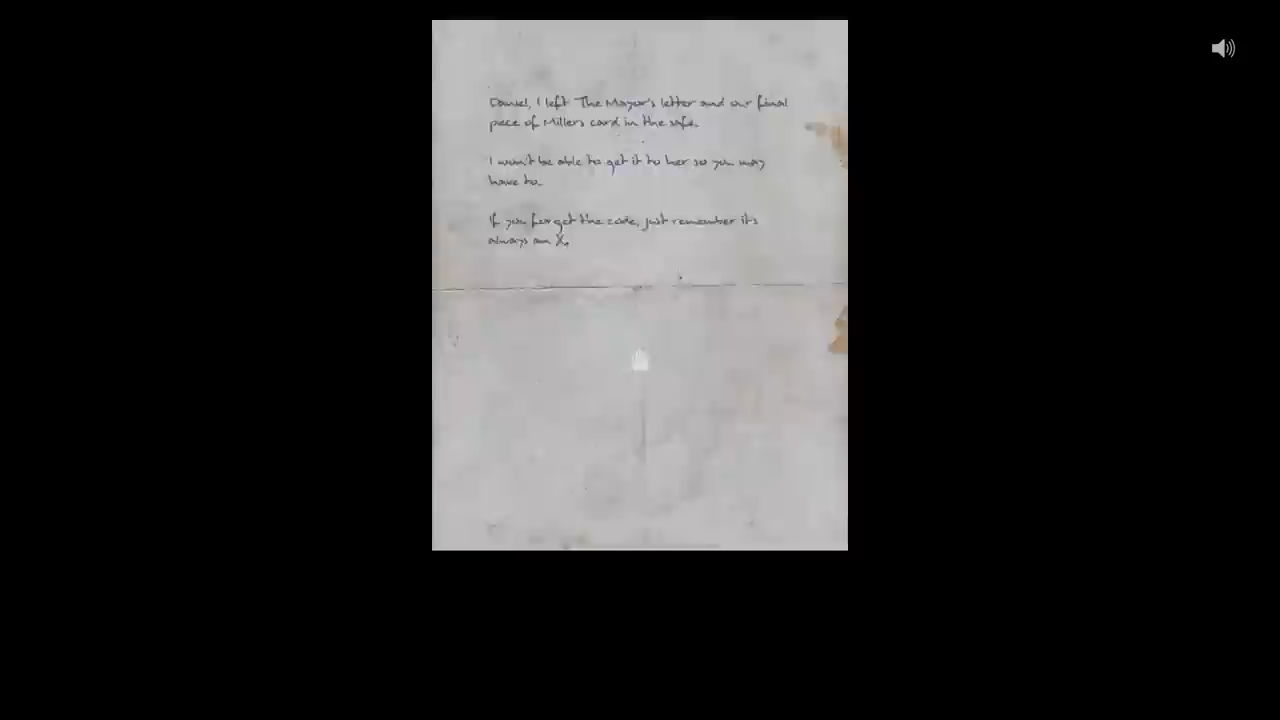 Daniel, I left The Mayor's letter and our final
piece of Millers card in the safe.
I won't be able to get it to her so you may
have to.
If you forget the code, just remember it's
always an X.